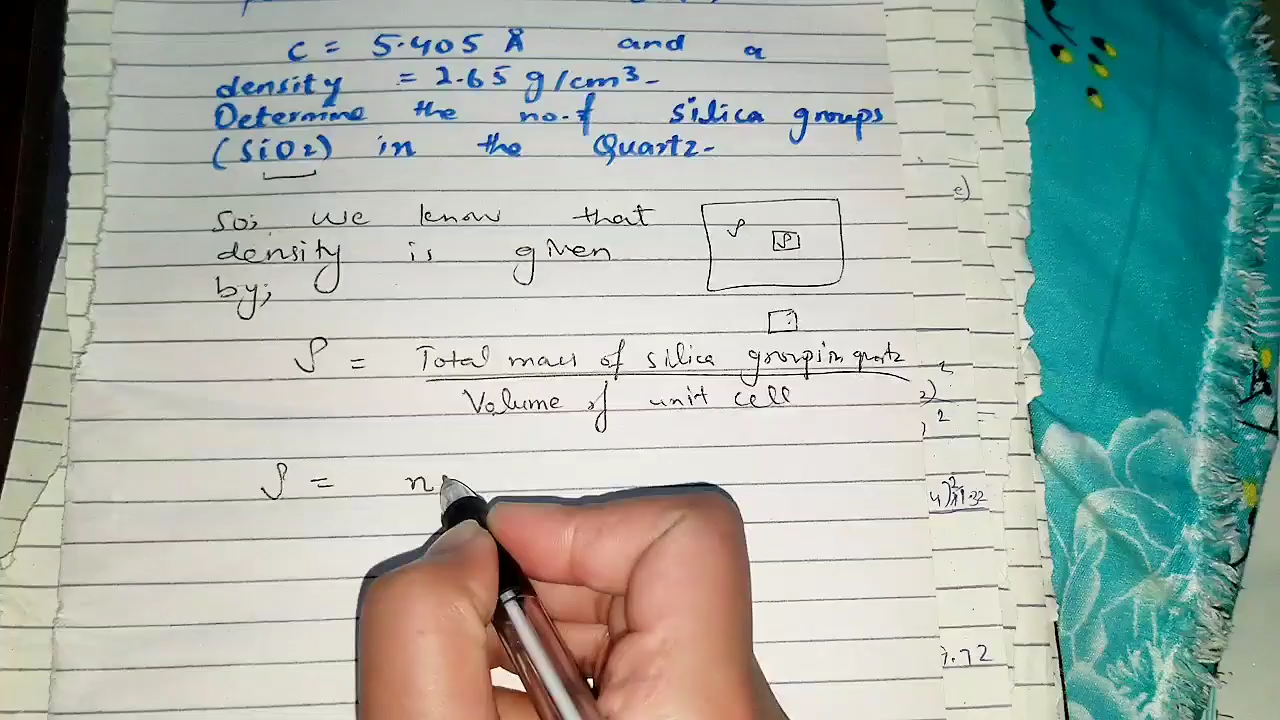 c = 5.405 Å and a
density = 2.65 g/cm³-
Determine the no. of silica groups
(SiO2) in the Quartz-
So; we know that
density is given
by;
ρ
ρ
ρ = Total mass of silica group in quartz
Volume of unit cell
ρ = n